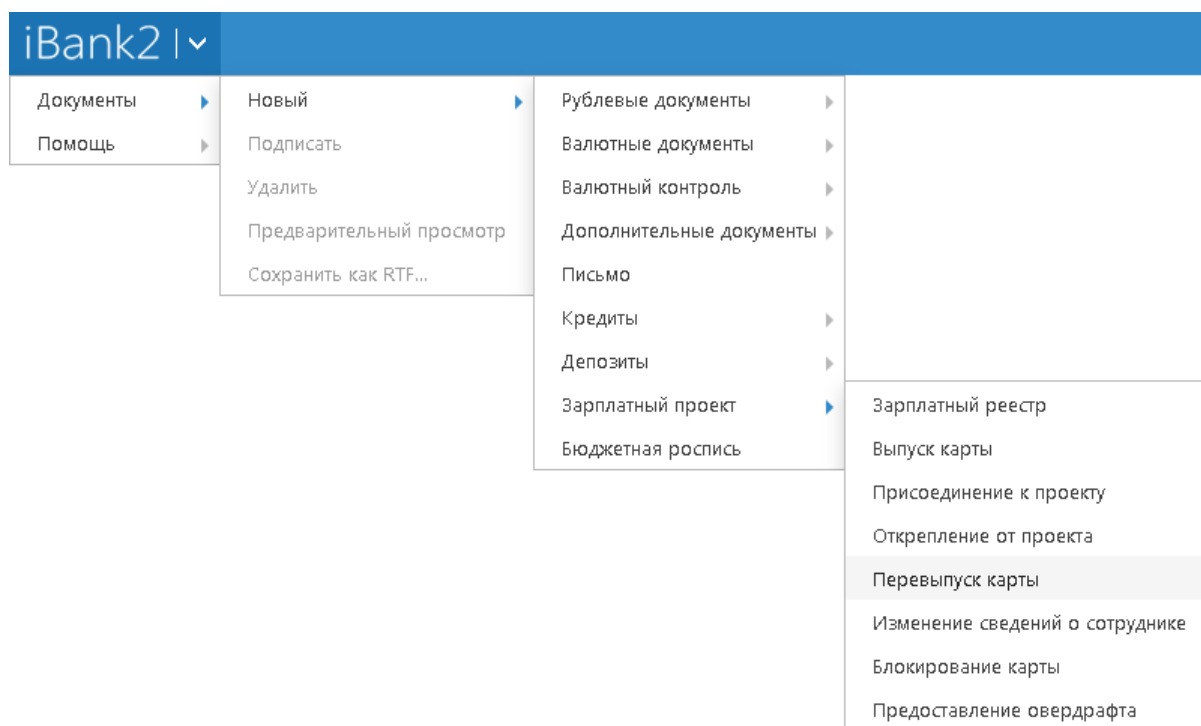 iBank2
Документы
Помощь
Новый
Подписать
Удалить
Предварительный просмотр
Сохранить как RTF...
Рублевые документы
Валютные документы
Валютный контроль
Дополнительные документы
Письмо
Кредиты
Депозиты
Зарплатный проект
Бюджетная роспись
Зарплатный реестр
Выпуск карты
Присоединение к проекту
Открепление от проекта
Перевыпуск карты
Изменение сведений о сотруднике
Блокирование карты
Предоставление овердрафта